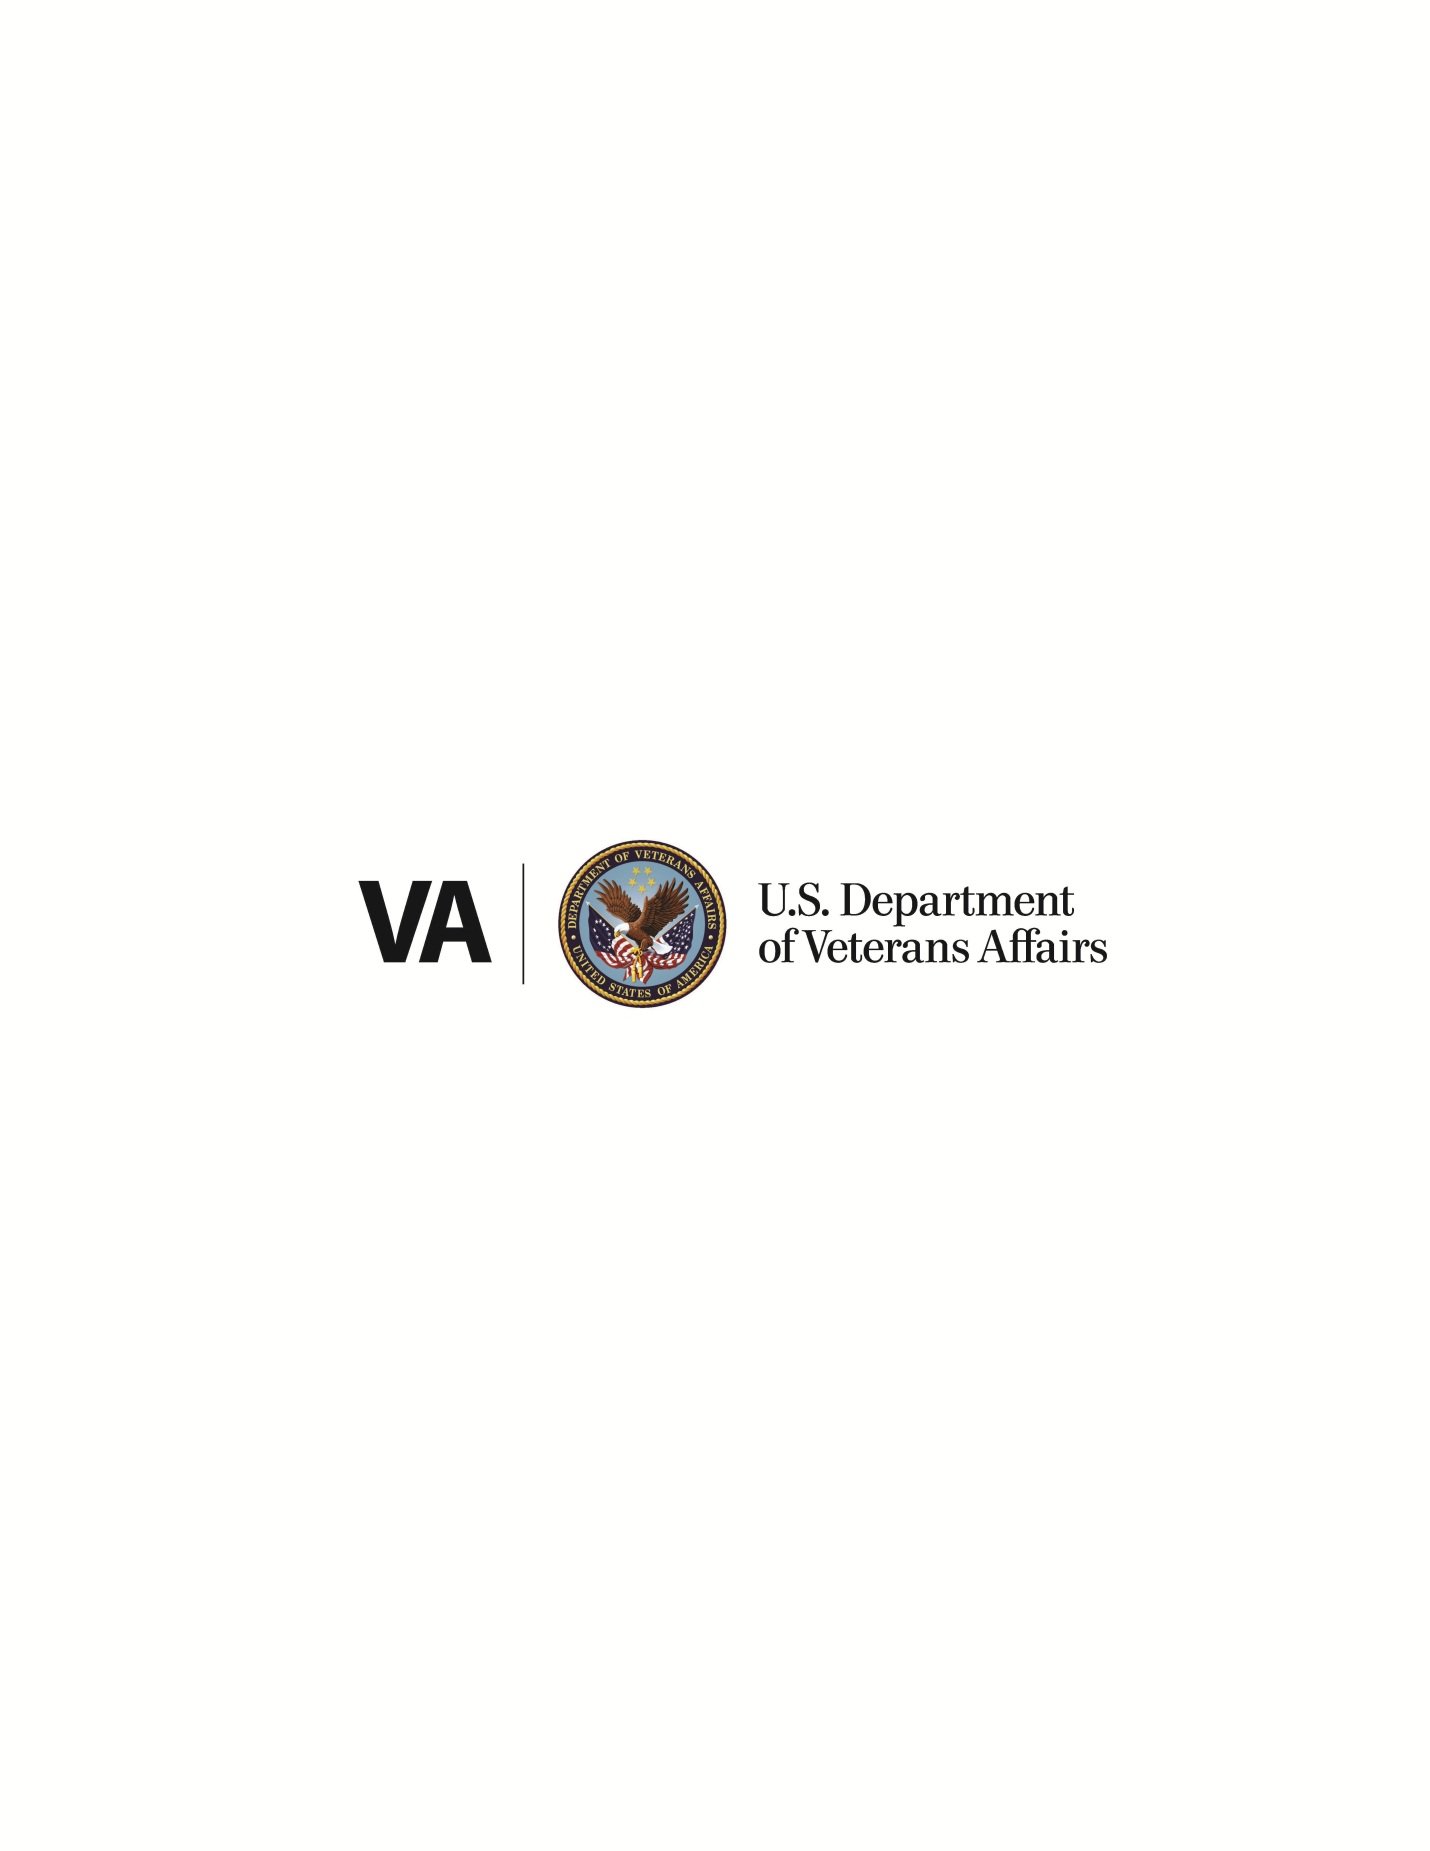 VA
DEPARTMENT OF VETERANS AFFAIRS
UNITED STATES OF AMERICA
U.S. Department
of Veterans Affairs